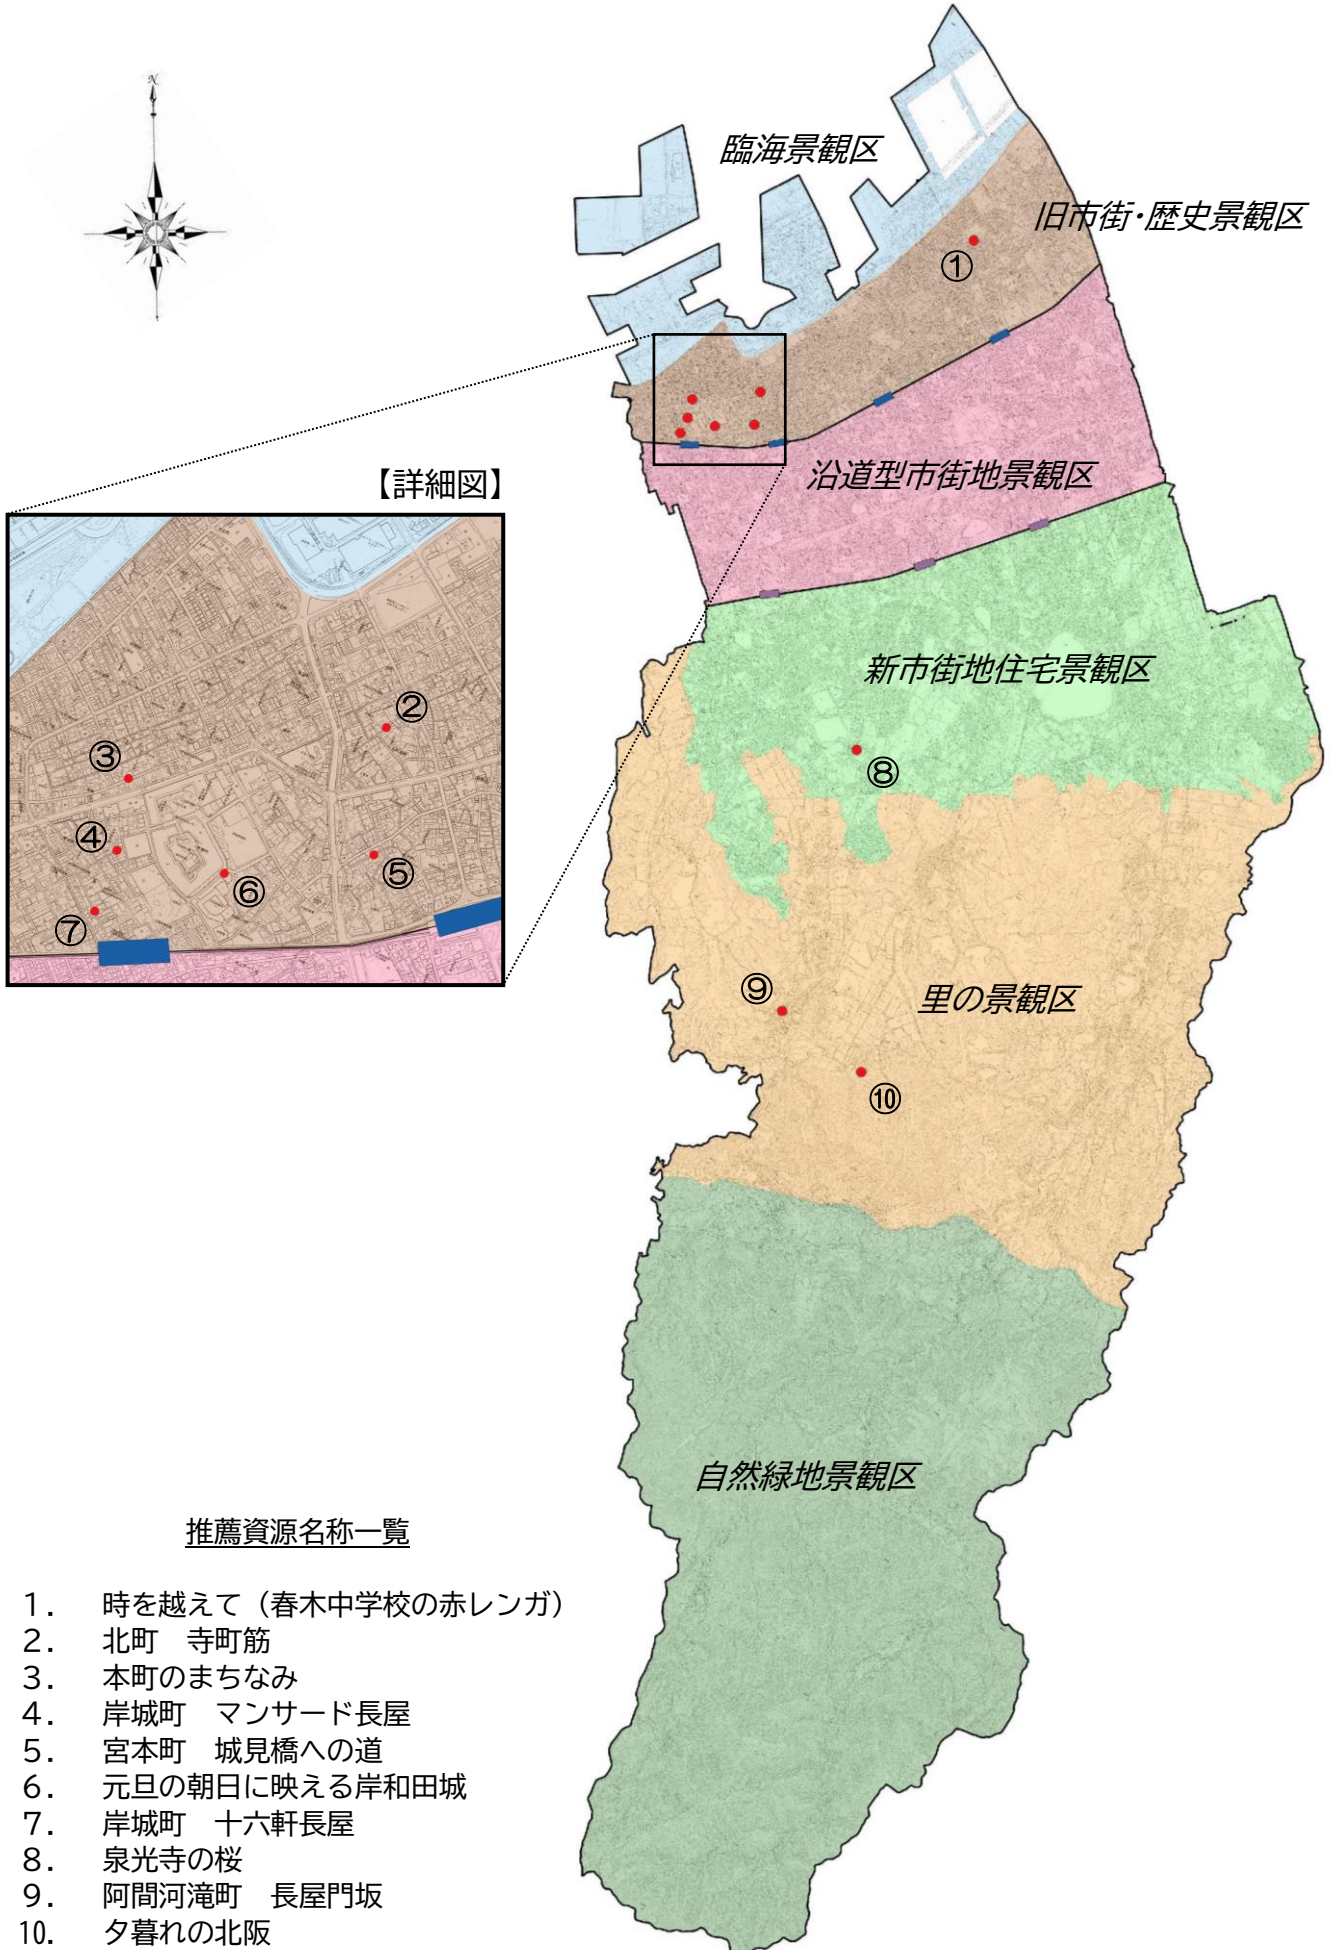 N
臨海景観区
旧市街・歴史景観区
①
沿道型市街地景観区
【詳細図】
②
③
④
⑤
⑥
⑦
新市街地住宅景観区
⑧
⑨
里の景観区
⑩
自然緑地景観区
推薦資源名称一覧
1. 時を越えて（春木中学校の赤レンガ）
2. 北町　寺町筋
3. 本町のまちなみ
4. 岸城町　マンサード長屋
5. 宮本町　城見橋への道
6. 元旦の朝日に映える岸和田城
7. 岸城町　十六軒長屋
8. 泉光寺の桜
9. 阿間河滝町　長屋門坂
10. 夕暮れの北阪